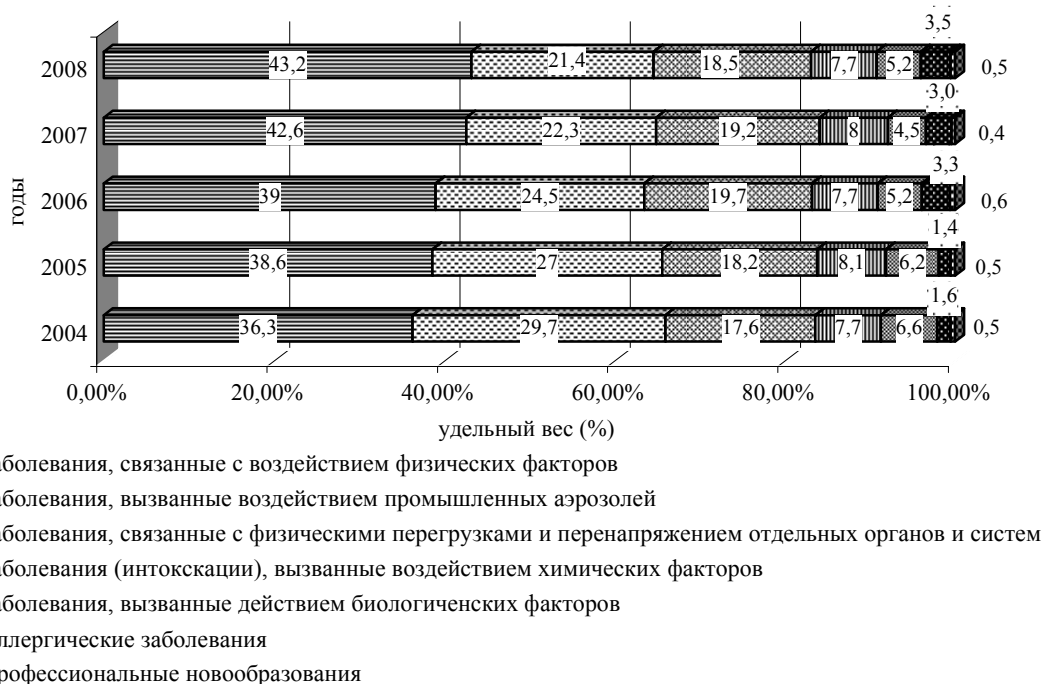 3,5
2008 43,2 21,4 18,5 7,7 5,2 0,5
3,0
2007 42,6 22,3 19,2 8 4,5 0,4
3,3
2006 39 24,5 19,7 7,7 5,2 0,6
1,4
2005 38,6 27 18,2 8,1 6,2 0,5
1,6
2004 36,3 29,7 17,6 7,7 6,6 0,5
годы
0,00% 20,00% 40,00% 60,00% 80,00% 100,00%
удельный вес (%)
аболевания, связанные с воздействием физических факторов
аболевания, вызванные воздействием промышленных аэрозолей
аболевания, связанные с физическими перегрузками и перенапряжением отдельных органов и систем
аболевания (интокскации), вызванные воздействием химических факторов
аболевания, вызванные действием биологиченских факторов
ллергические заболевания
рофессиональные новообразования